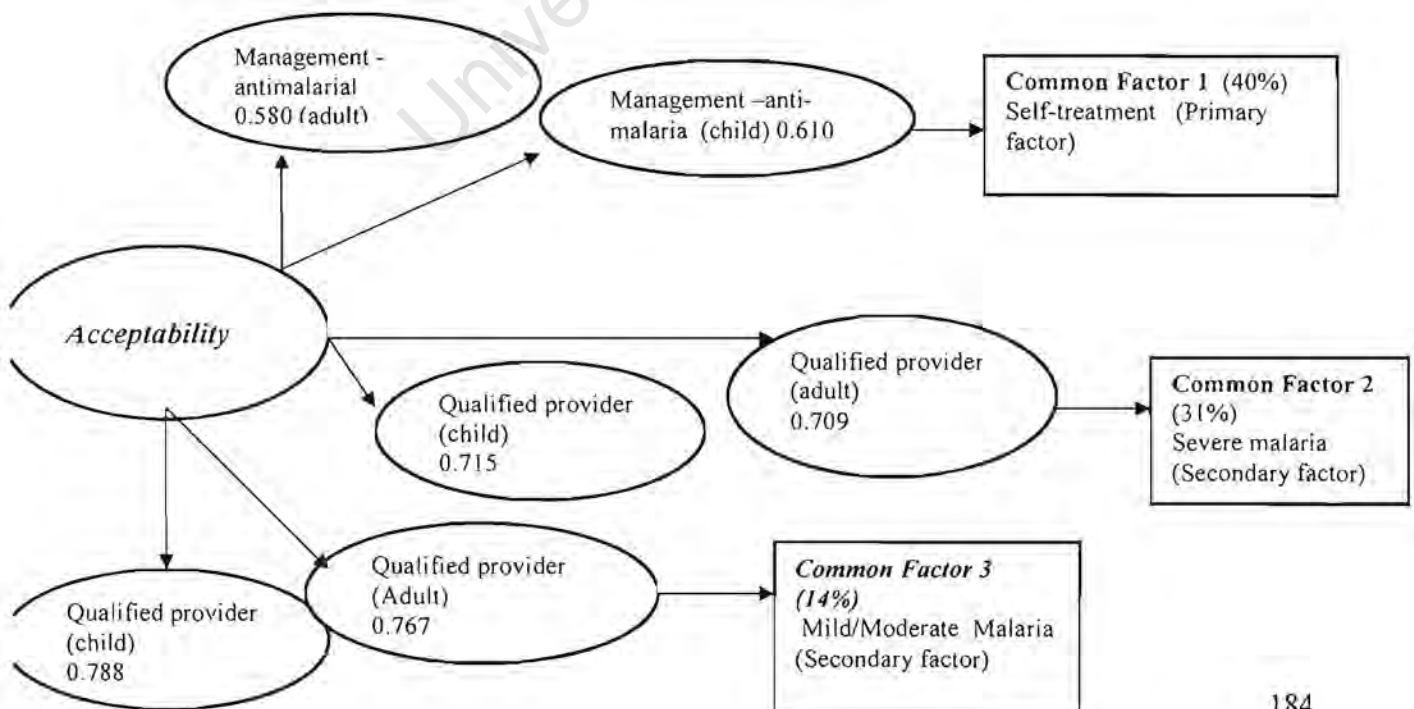 Management -
antimalarial
0.580 (adult)
Management –anti-
malaria (child) 0.610
Common Factor 1 (40%)
Self-treatment (Primary
factor)
Acceptability
Qualified provider
(child)
0.715
Qualified provider
(adult)
0.709
Common Factor 2
(31%)
Severe malaria
(Secondary factor)
Qualified provider
(child)
0.788
Qualified provider
(Adult)
0.767
Common Factor 3
(14%)
Mild/Moderate Malaria
(Secondary factor)
184